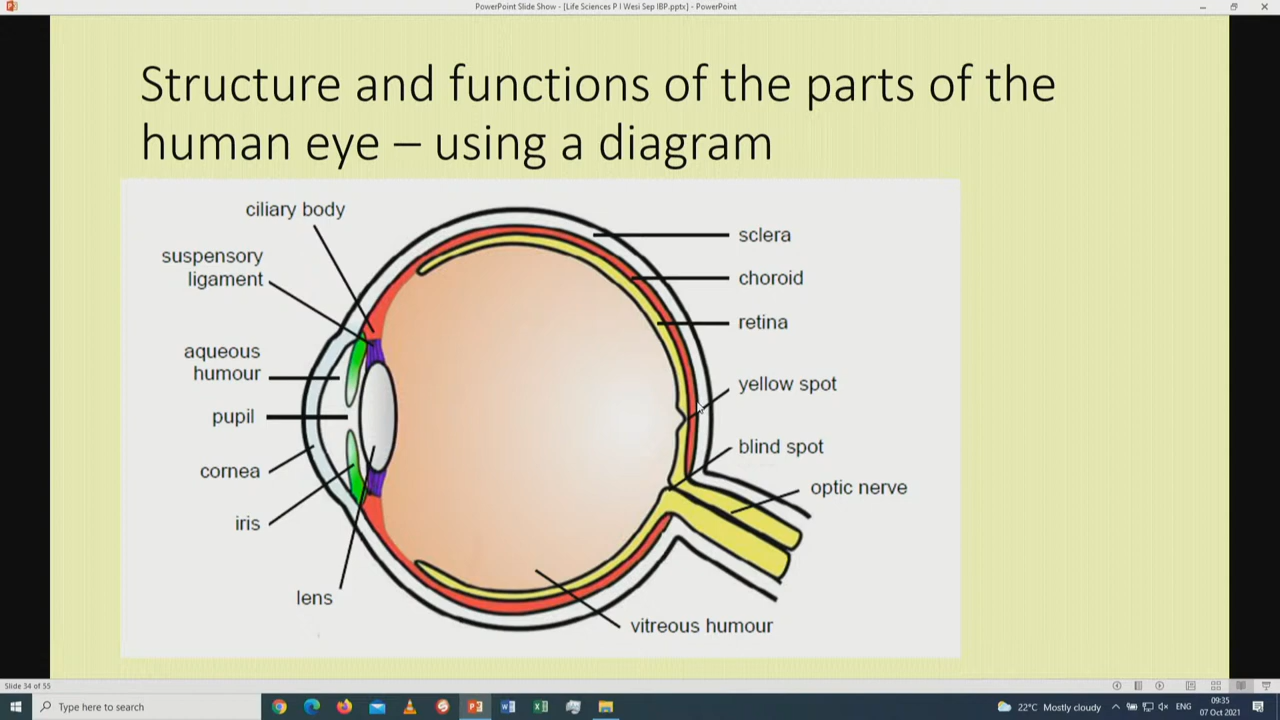 PowerPoint Slide Show - [Life Sciences P I Wesi Sep IBP.pptx] - PowerPoint
Structure and functions of the parts of the
human eye – using a diagram
ciliary body
suspensory
ligament
aqueous
humour
pupil
cornea
iris
lens
sclera
choroid
retina
yellow spot
blind spot
optic nerve
vitreous humour
Slide 34 of 55
Type here to search
22°C Mostly cloudy
ENG
09:35
07 Oct 2021